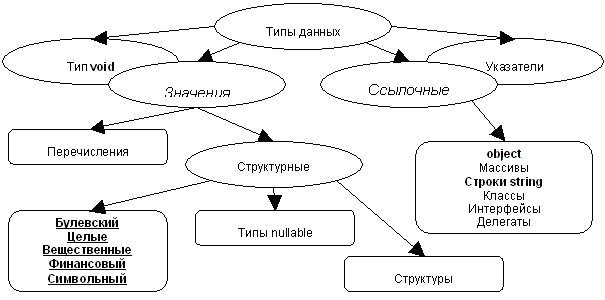 Типы данных
Тип void
Указатели
Значения
Ссылочные
Перечисления
Структурные
object
Массивы
Строки string
Классы
Интерфейсы
Делегаты
Булевский
Целые
Вещественные
Финансовый
Символьный
Типы nullable
Структуры